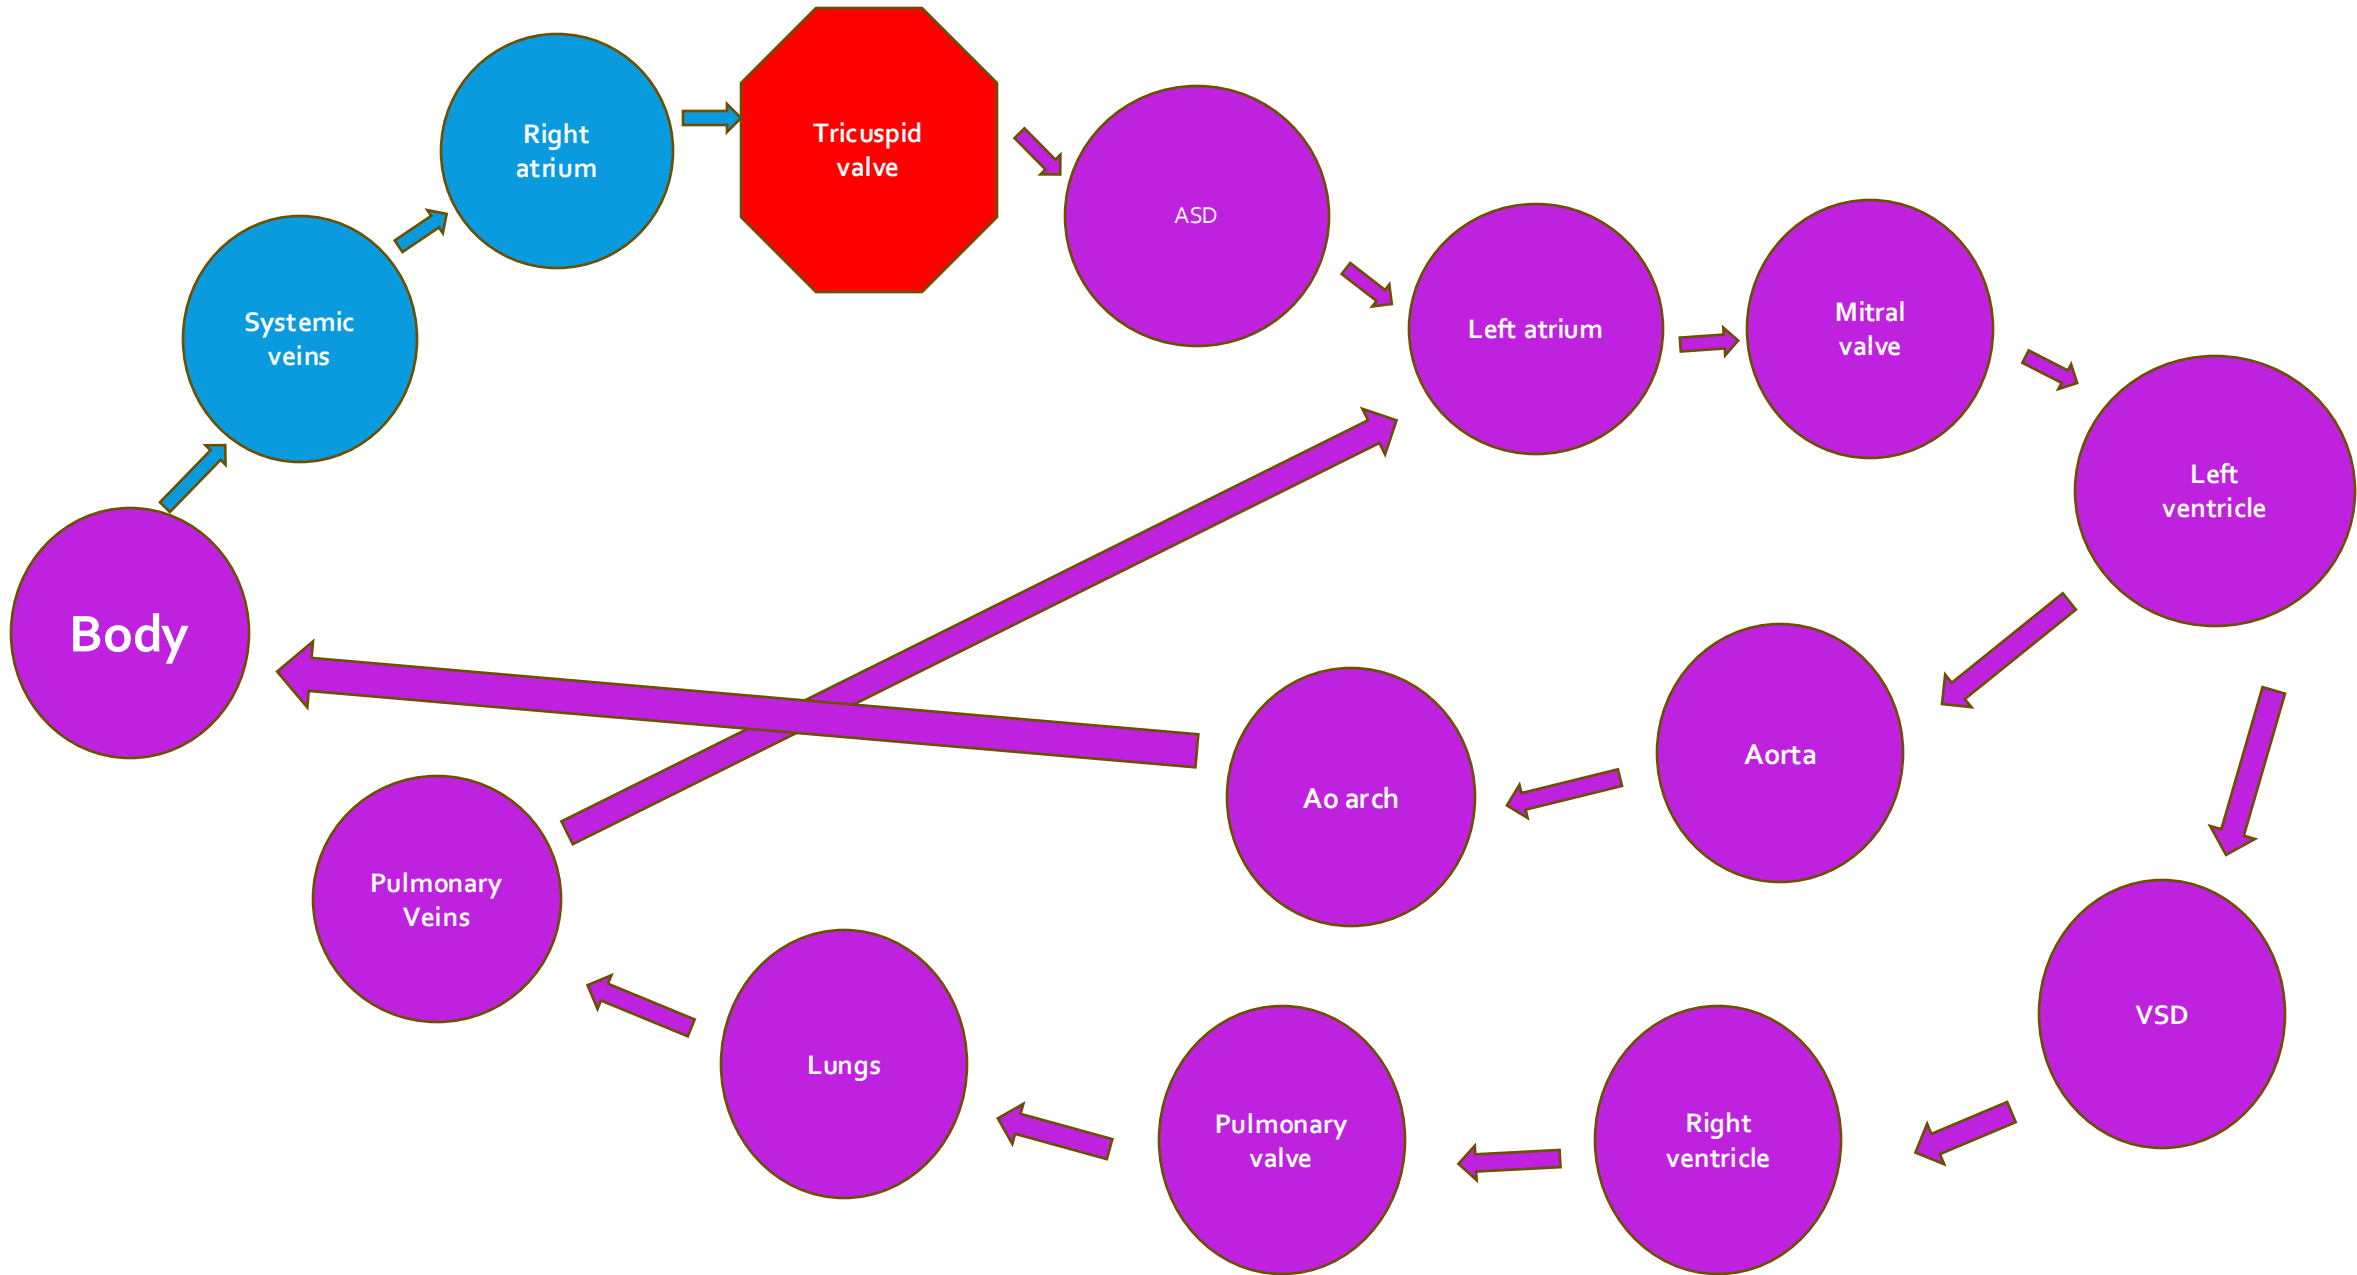 Right
atrium
Tricuspid
valve
ASD
Left atrium
Mitral
valve
Systemic
veins
Left
ventricle
Body
Aorta
Ao arch
Pulmonary
Veins
VSD
Lungs
Pulmonary
valve
Right
ventricle